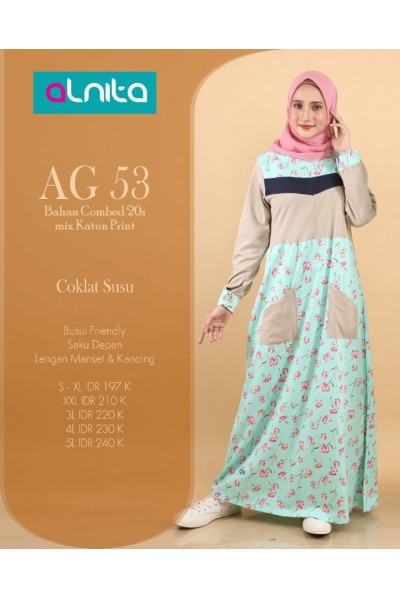 alnita
AG 53
Bahan Combed 20s
mix Katun Print
Coklat Susu
Busui Friendly
Saku Depan
Lengan Manset & Kancing
S - XL IDR 197 K
XXL IDR 210 K
3L IDR 220 K
4L IDR 230 K
5L IDR 240 K